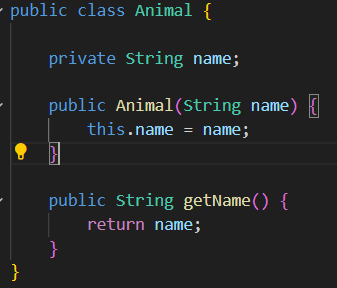 public class Animal {
private String name;
public Animal(String name) {
this.name = name;
}
public String getName() {
return name;
}
}